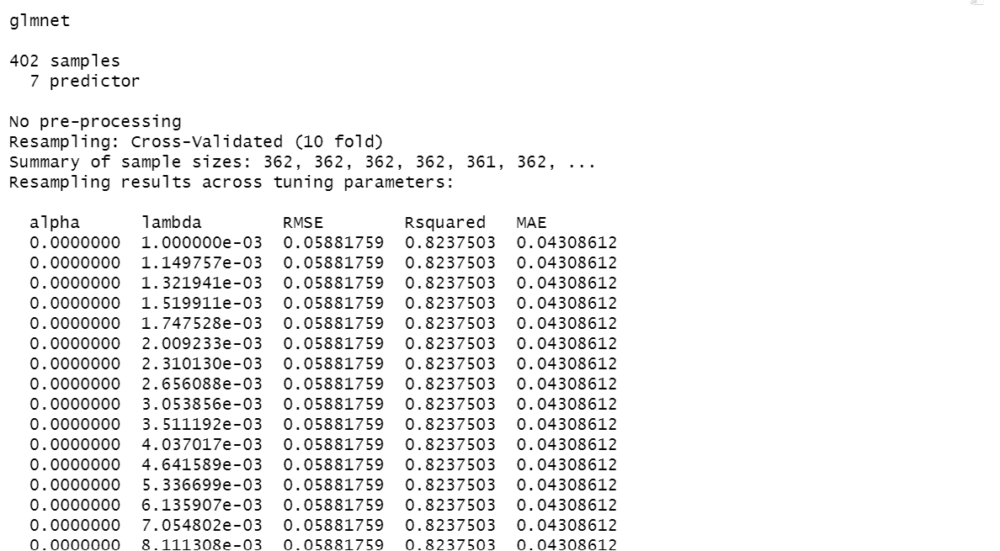 glmnet
402 samples
7 predictor
No pre-processing
Resampling: Cross-Validated (10 fold)
Summary of sample sizes: 362, 362, 362, 362, 361, 362, ...
Resampling results across tuning parameters:
alpha lambda RMSE Rsquared MAE
0.0000000 1.000000e-03 0.05881759 0.8237503 0.04308612
0.0000000 1.149757e-03 0.05881759 0.8237503 0.04308612
0.0000000 1.321941e-03 0.05881759 0.8237503 0.04308612
0.0000000 1.519911e-03 0.05881759 0.8237503 0.04308612
0.0000000 1.747528e-03 0.05881759 0.8237503 0.04308612
0.0000000 2.009233e-03 0.05881759 0.8237503 0.04308612
0.0000000 2.310130e-03 0.05881759 0.8237503 0.04308612
0.0000000 2.656088e-03 0.05881759 0.8237503 0.04308612
0.0000000 3.053856e-03 0.05881759 0.8237503 0.04308612
0.0000000 3.511192e-03 0.05881759 0.8237503 0.04308612
0.0000000 4.037017e-03 0.05881759 0.8237503 0.04308612
0.0000000 4.641589e-03 0.05881759 0.8237503 0.04308612
0.0000000 5.336699e-03 0.05881759 0.8237503 0.04308612
0.0000000 6.135907e-03 0.05881759 0.8237503 0.04308612
0.0000000 7.054802e-03 0.05881759 0.8237503 0.04308612
0.0000000 8.111308e-03 0.05881759 0.8237503 0.04308612